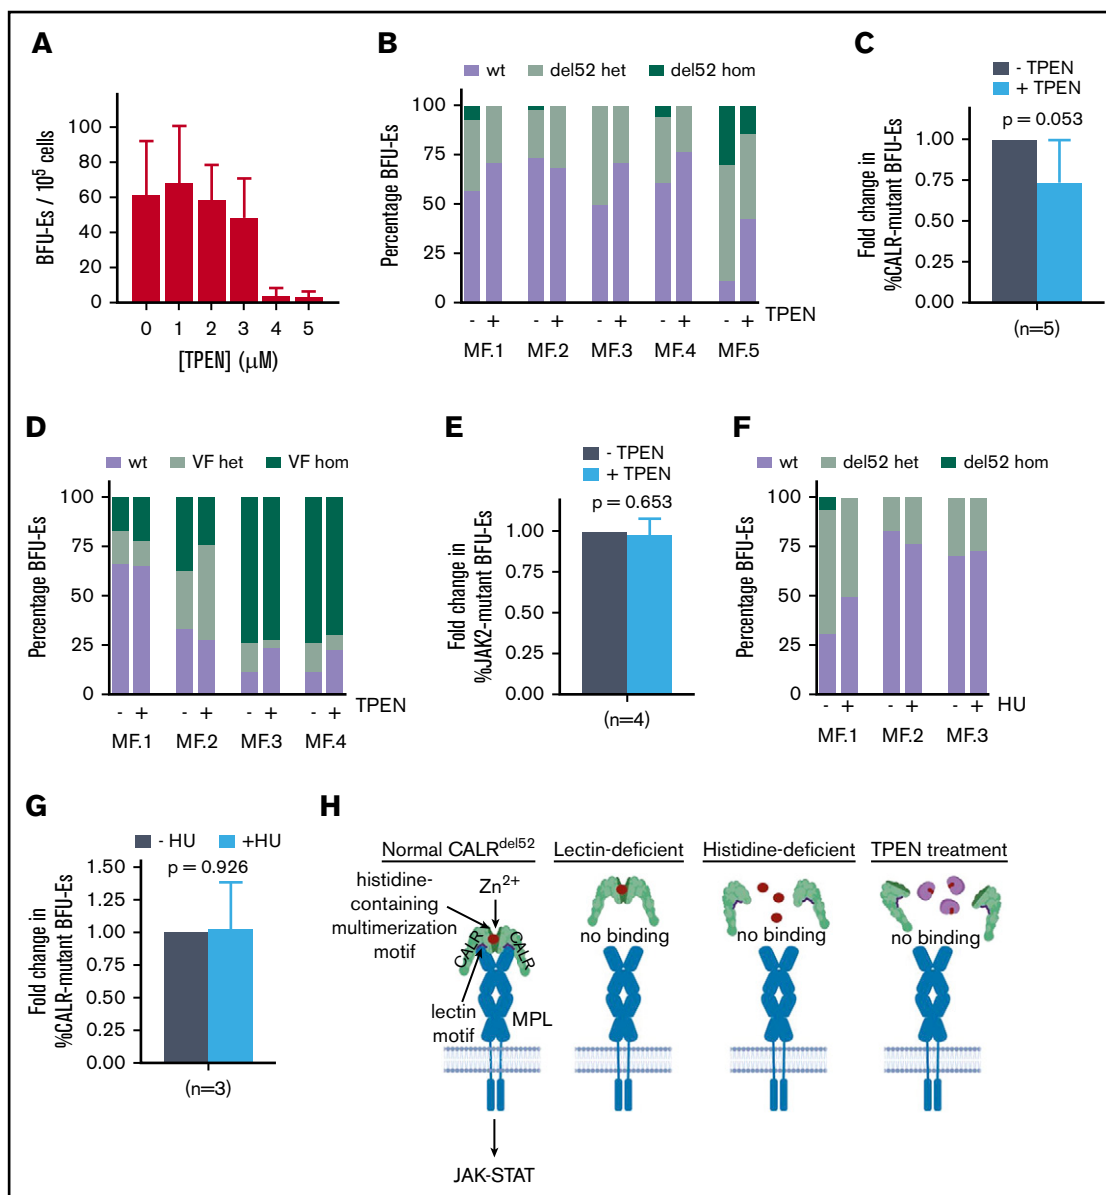 A
BFU-Es / 10⁵ cells
100
80
60
40
20
0
0 1 2 3 4 5
[TPEN] (μM)
B
wt del52 het del52 hom
Percentage BFU-Es
100
75
50
25
0
- + - + - + - + - + TPEN
MF.1 MF.2 MF.3 MF.4 MF.5
C
- TPEN
+ TPEN
p = 0.053
Fold change in
%CALR-mutant BFU-Es
1.00
0.75
0.50
0.25
0.00
(n=5)
D
wt VF het VF hom
Percentage BFU-Es
100
75
50
25
0
- + - + - + - + TPEN
MF.1 MF.2 MF.3 MF.4
E
- TPEN
+ TPEN
p = 0.653
Fold change in
%JAK2-mutant BFU-Es
1.00
0.75
0.50
0.25
0.00
(n=4)
F
wt del52 het del52 hom
Percentage BFU-Es
100
75
50
25
0
- + - + - + HU
MF.1 MF.2 MF.3
G
- HU +HU
p = 0.926
Fold change in
%CALR-mutant BFU-Es
1.50
1.25
1.00
0.75
0.50
0.25
0.00
(n=3)
H
Normal CALRdel52 Lectin-deficient Histidine-deficient TPEN treatment
histidine-
containing
multimerization
motif
Zn²⁺
CALR CALR
lectin
motif
MPL
JAK-STAT
no binding
no binding
no binding